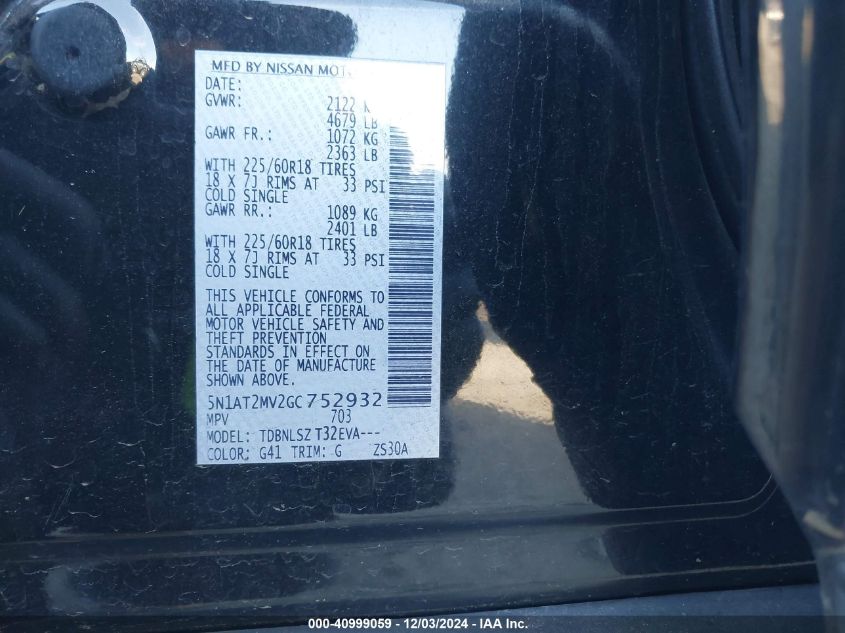 MFD BY NISSAN
DATE:
GVWR: 2122
4679 LB
GAWR FR.: 1072 KG
2363 LB
WITH 225/60R18 TIRES
18 X 7J RIMS AT 33 PSI
COLD SINGLE
GAWR RR.: 1089 KG
2401 LB
WITH 225/60R18 TIRES
18 X 7J RIMS AT 33 PSI
COLD SINGLE
THIS VEHICLE CONFORMS TO
ALL APPLICABLE FEDERAL
MOTOR VEHICLE SAFETY AND
THEFT PREVENTION
STANDARDS IN EFFECT ON
THE DATE OF MANUFACTURE
SHOWN ABOVE.
5N1AT2MV2GC752932
MPV 703
MODEL: TDBNLSZ T32EVA---
COLOR: G41 TRIM: G ZS30A
000-40999059 - 12/03/2024 - IAA Inc.